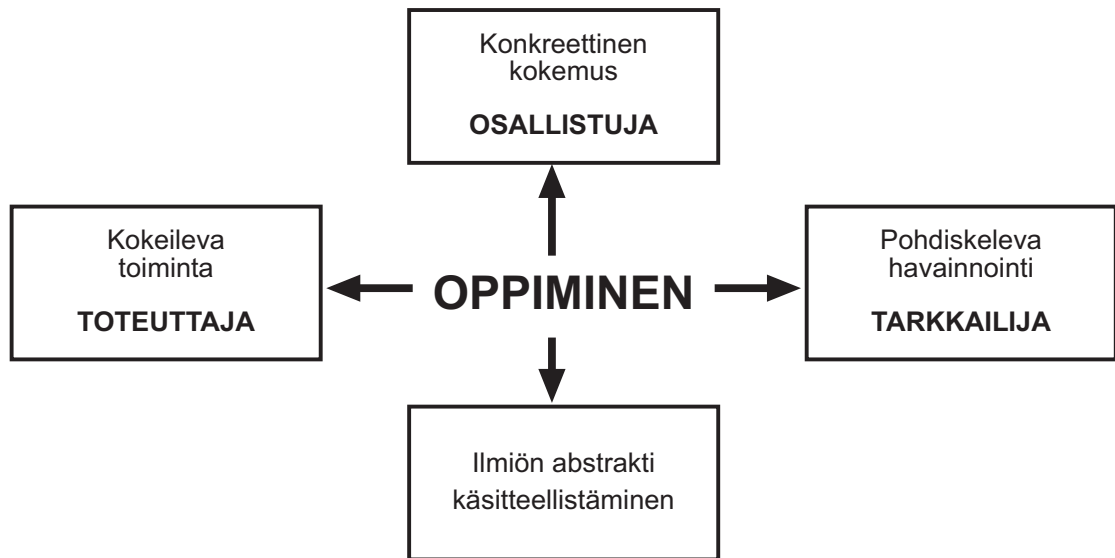 Konkreettinen
kokemus
OSALLISTUJA
Kokeileva
toiminta
TOTEUTTAJA
OPPIMINEN
Pohdiskeleva
havainnointi
TARKKAILIJA
Ilmiön abstrakti
käsitteellistäminen